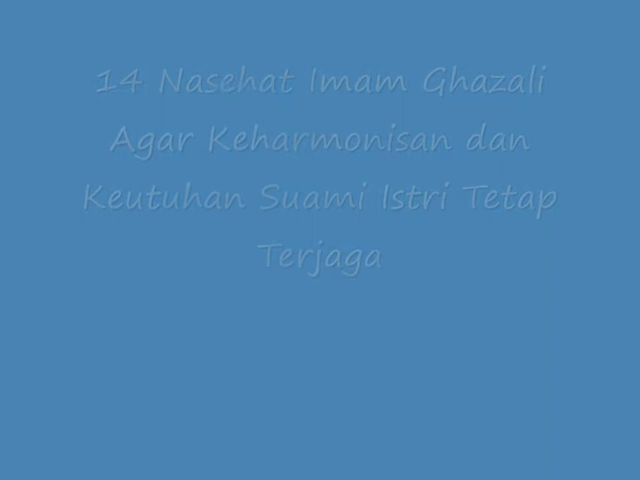 14 Nasehat Imam Ghazali
Agar Keharmonisan dan
Keutuhan Suami Istri Tetap
Terjaga